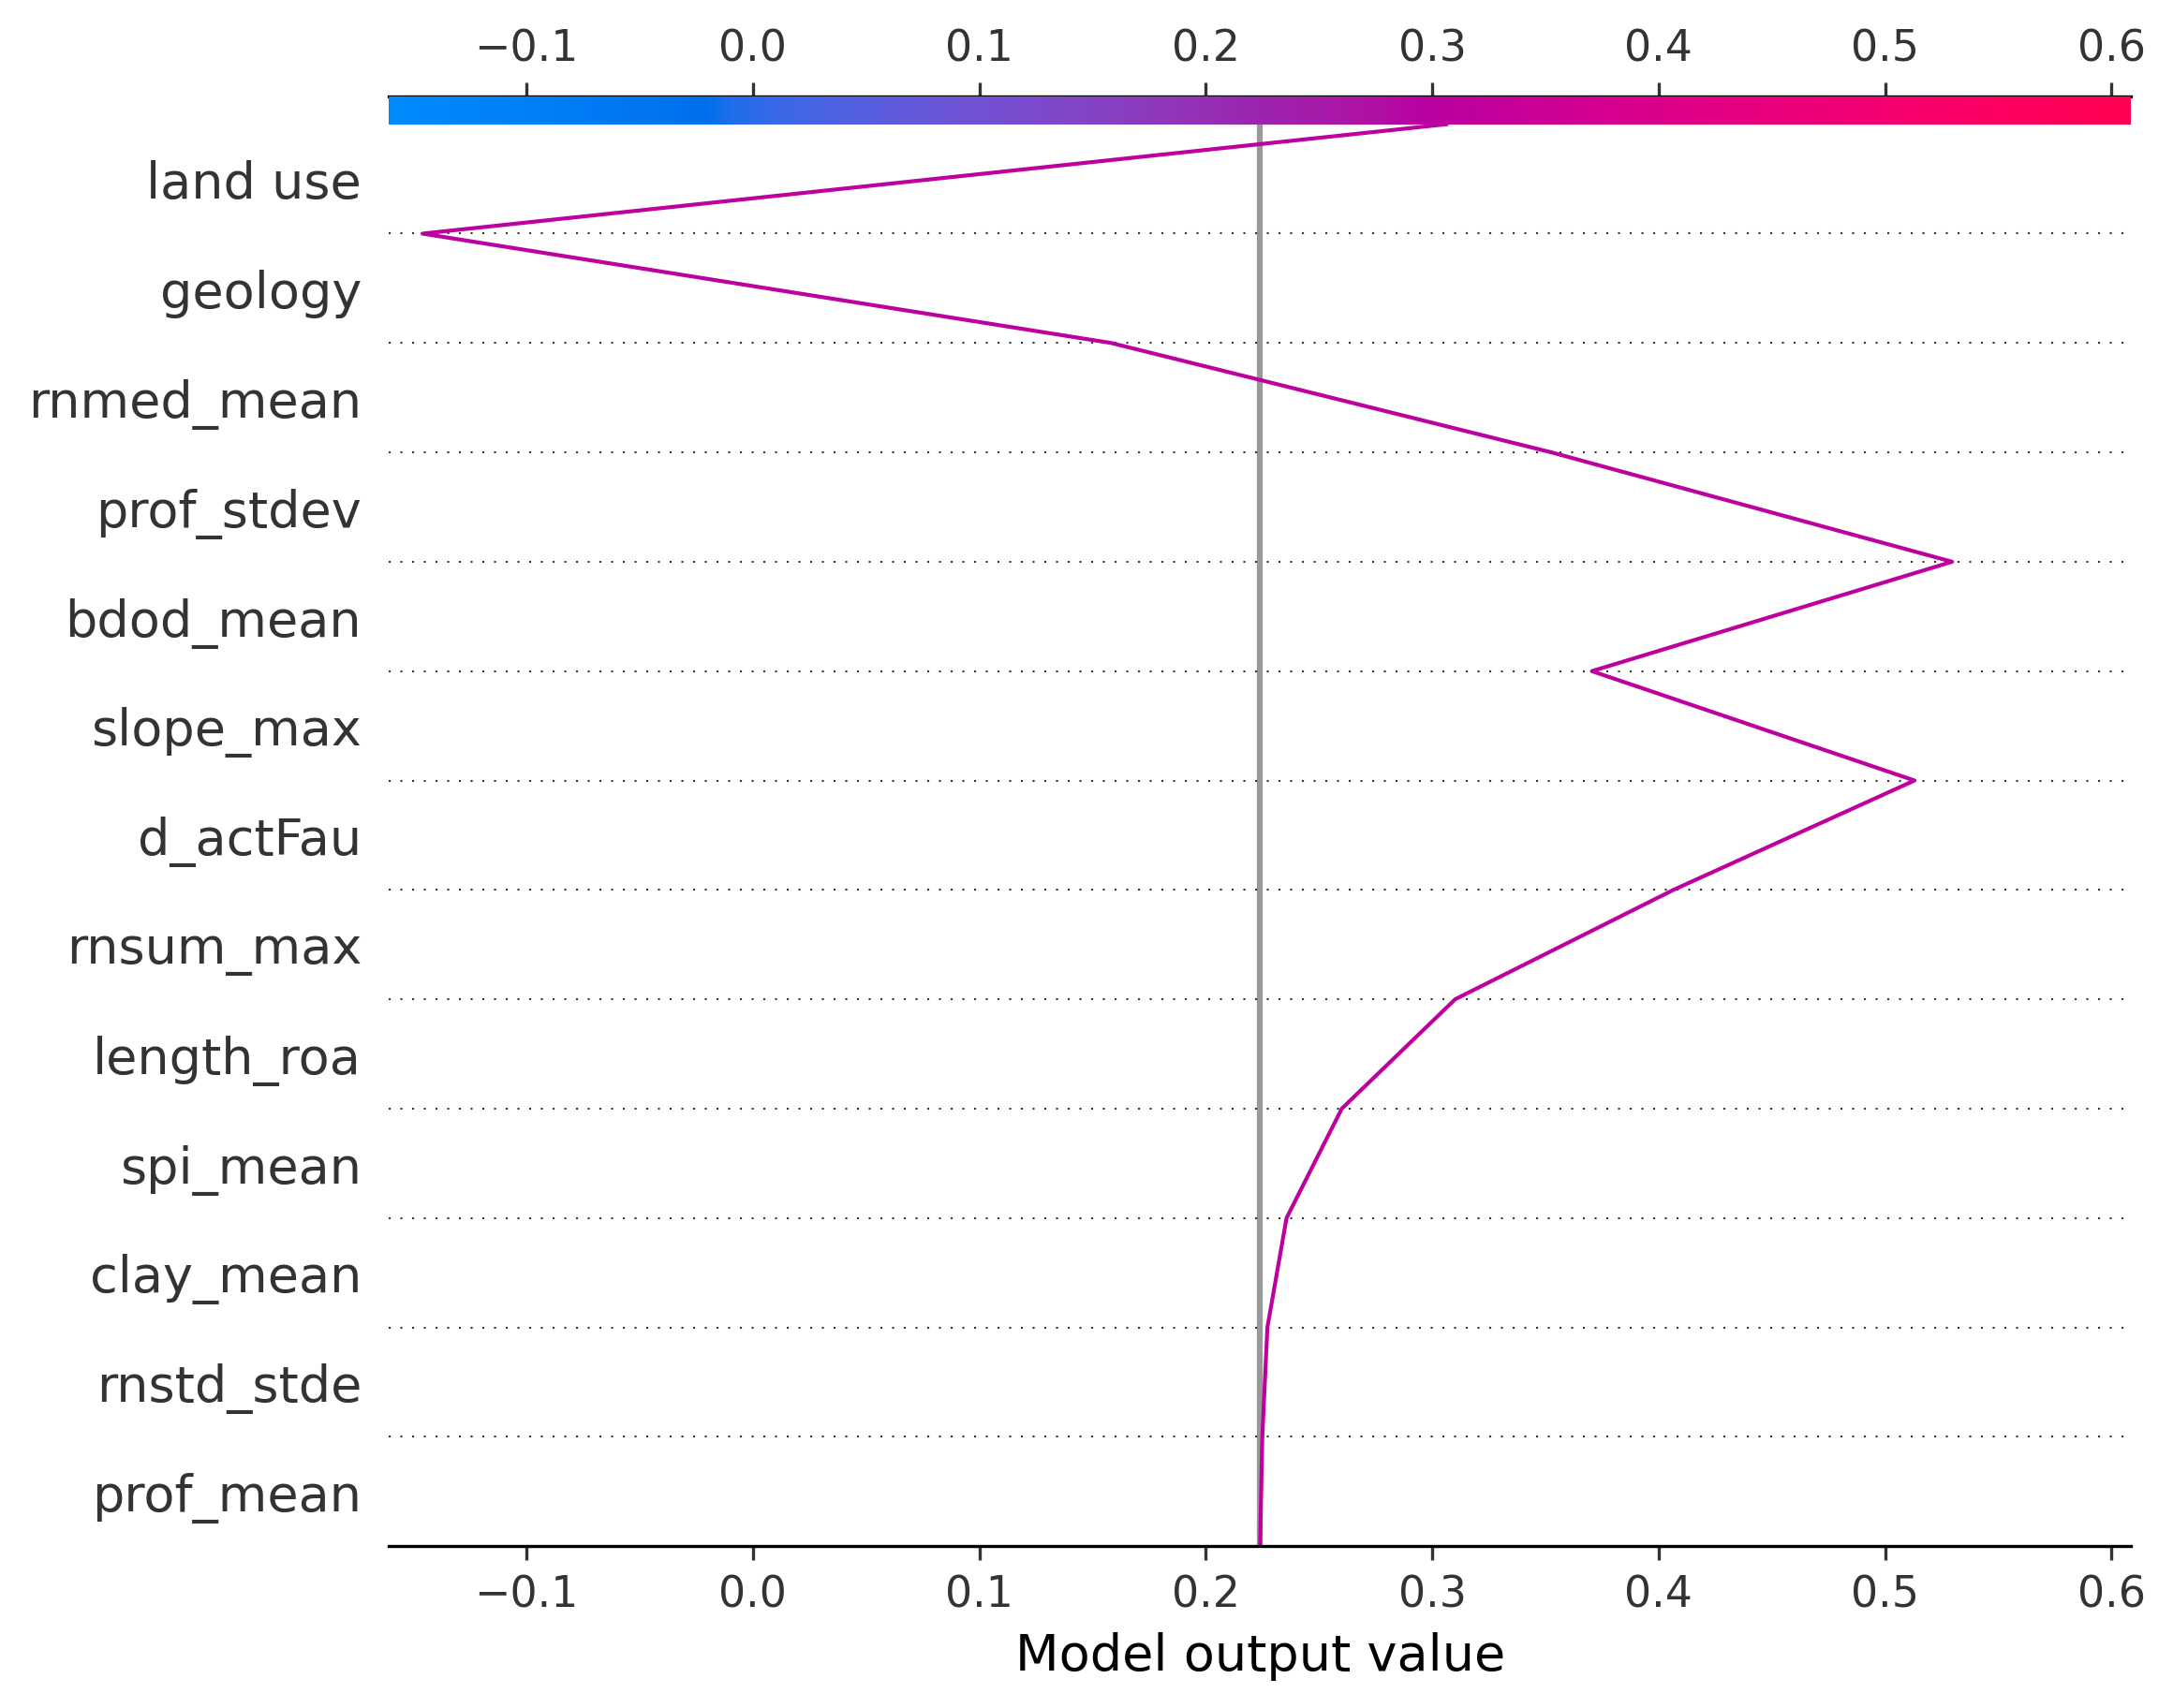 −0.1 0.0 0.1 0.2 0.3 0.4 0.5 0.6
land use
geology
rnmed_mean
prof_stdev
bdod_mean
slope_max
d_actFau
rnsum_max
length_roa
spi_mean
clay_mean
rnstd_stde
prof_mean
−0.1 0.0 0.1 0.2 0.3 0.4 0.5 0.6
Model output value